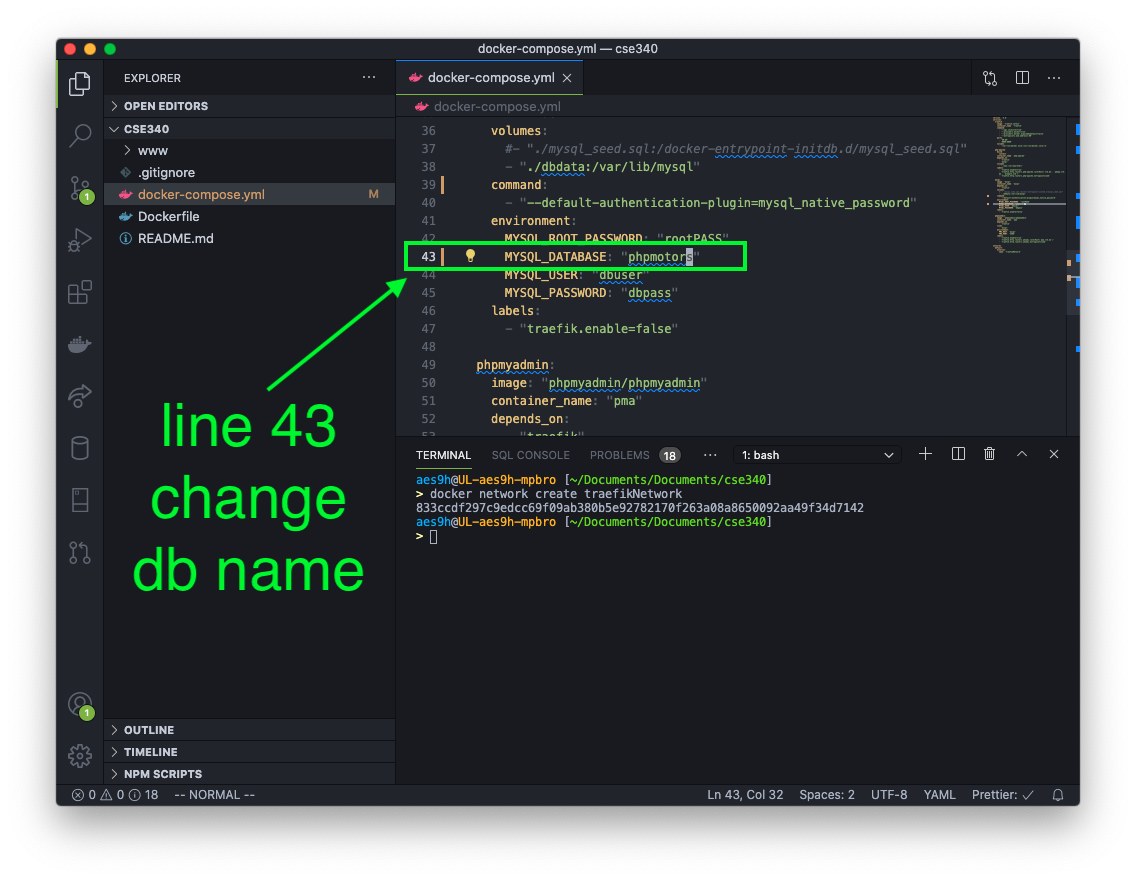 docker-compose.yml — cse340
EXPLORER
OPEN EDITORS
CSE340
www
.gitignore
docker-compose.yml M
Dockerfile
README.md
OUTLINE
TIMELINE
NPM SCRIPTS
docker-compose.yml
docker-compose.yml
36 volumes:
37 #- "./mysql_seed.sql:/docker-entrypoint-initdb.d/mysql_seed.sql"
38 - "./dbdata:/var/lib/mysql"
39 command:
40 - "--default-authentication-plugin=mysql_native_password"
41 environment:
42 MYSQL_ROOT_PASSWORD: "rootPASS"
43 MYSQL_DATABASE: "phpmotors"
44 MYSQL_USER: "dbuser"
45 MYSQL_PASSWORD: "dbpass"
46 labels:
47 - "traefik.enable=false"
48
49 phpmyadmin:
50 image: "phpmyadmin/phpmyadmin"
51 container_name: "pma"
52 depends_on:
53 - "traefik"
line 43
change
db name
TERMINAL SQL CONSOLE PROBLEMS 18 ··· 1: bash
aes9h@UL-aes9h-mpbro [~/Documents/Documents/cse340]
> docker network create traefikNetwork
833ccdf297c9edcc69f09ab380b5e92782170f263a08a8650092aa49f34d7142
aes9h@UL-aes9h-mpbro [~/Documents/Documents/cse340]
>
1
1
0 0 18 -- NORMAL -- Ln 43, Col 32 Spaces: 2 UTF-8 YAML Prettier: ✓